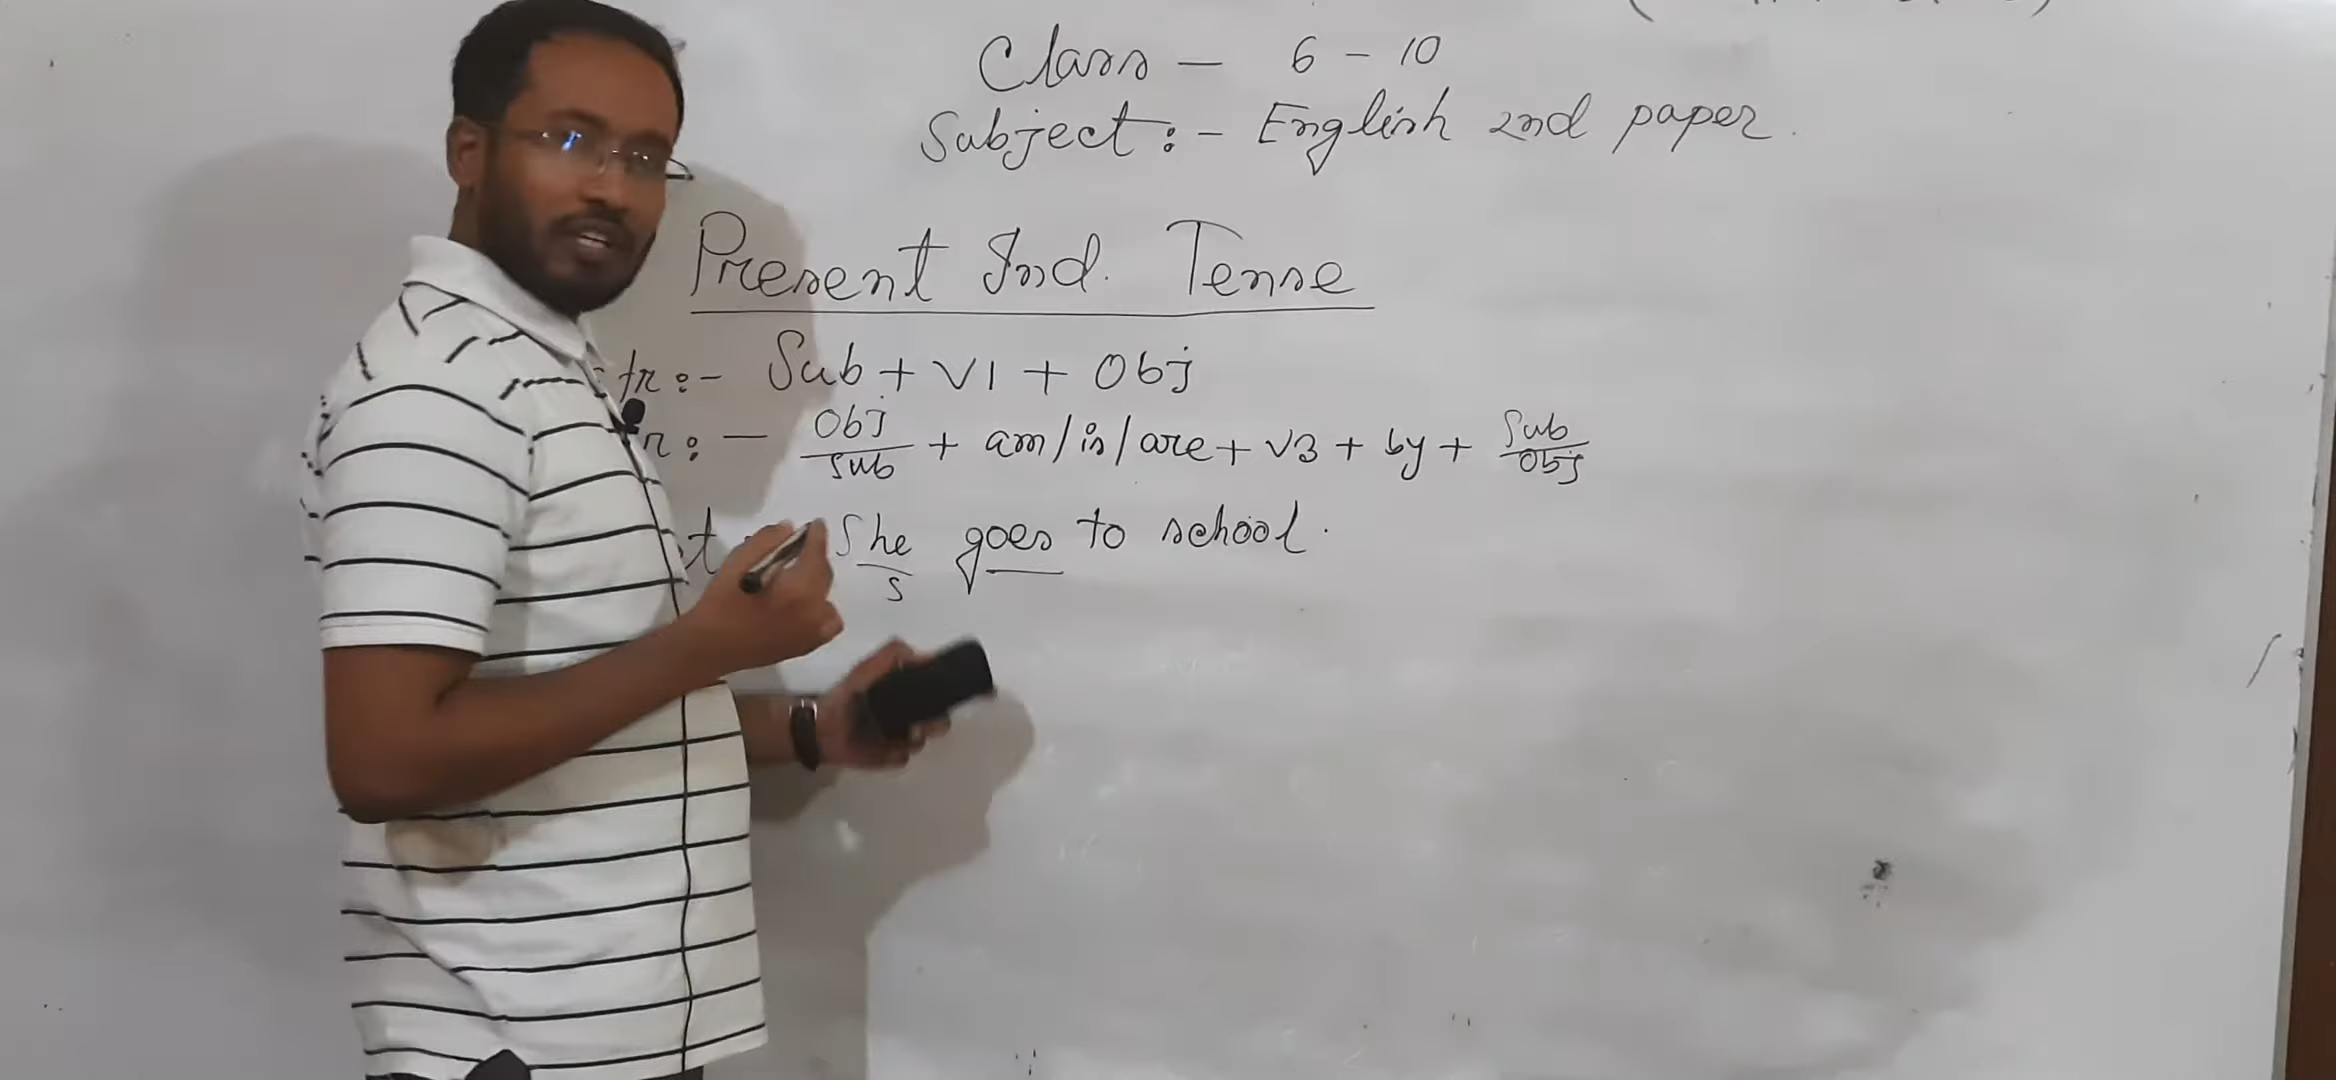 Class — 6 - 10
Subject:- English 2nd paper.
Present Ind. Tense
tr:- Sub + V1 + Obj
r:- Obj/Sub + am/is/are + V3 + by + Sub/Obj
She goes to school.
s